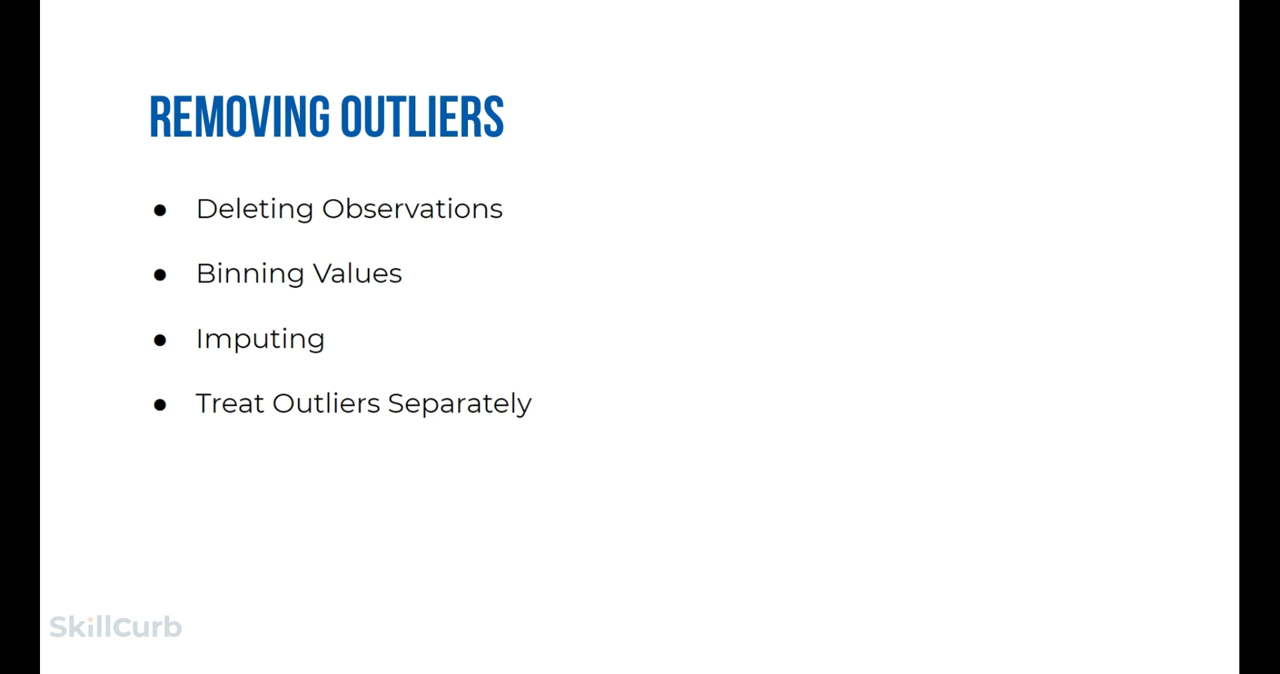 REMOVING OUTLIERS
● Deleting Observations
● Binning Values
● Imputing
● Treat Outliers Separately
SkillCurb